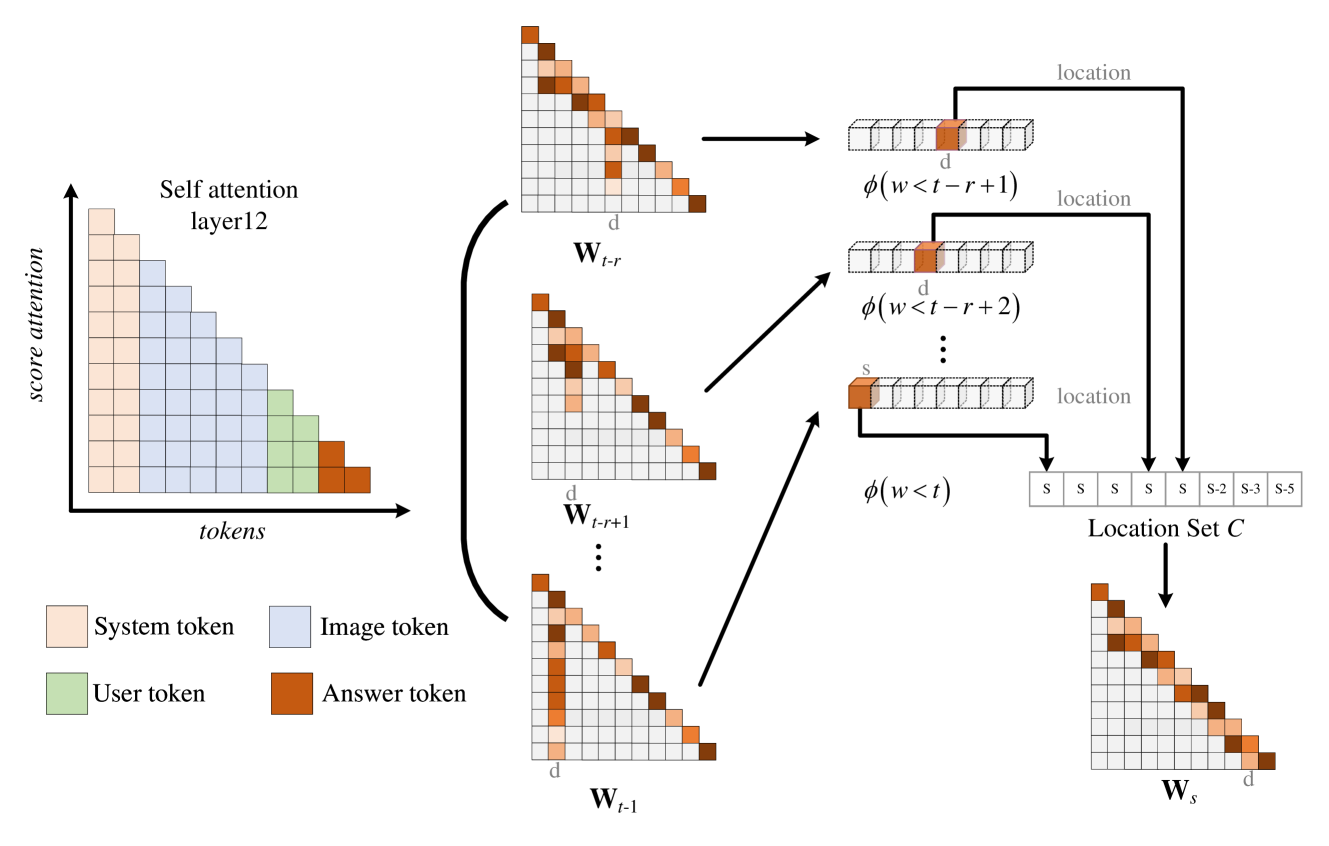 Self attention
layer12
score attention
tokens
System token
Image token
User token
Answer token
d
W_{t-r}
d
W_{t-r+1}
⋮
d
W_{t-1}
location
d
ϕ(w<t−r+1)
location
d
ϕ(w<t−r+2)
⋮
s
location
ϕ(w<t)
S S S S S S-2 S-3 S-5
Location Set C
d
W_s